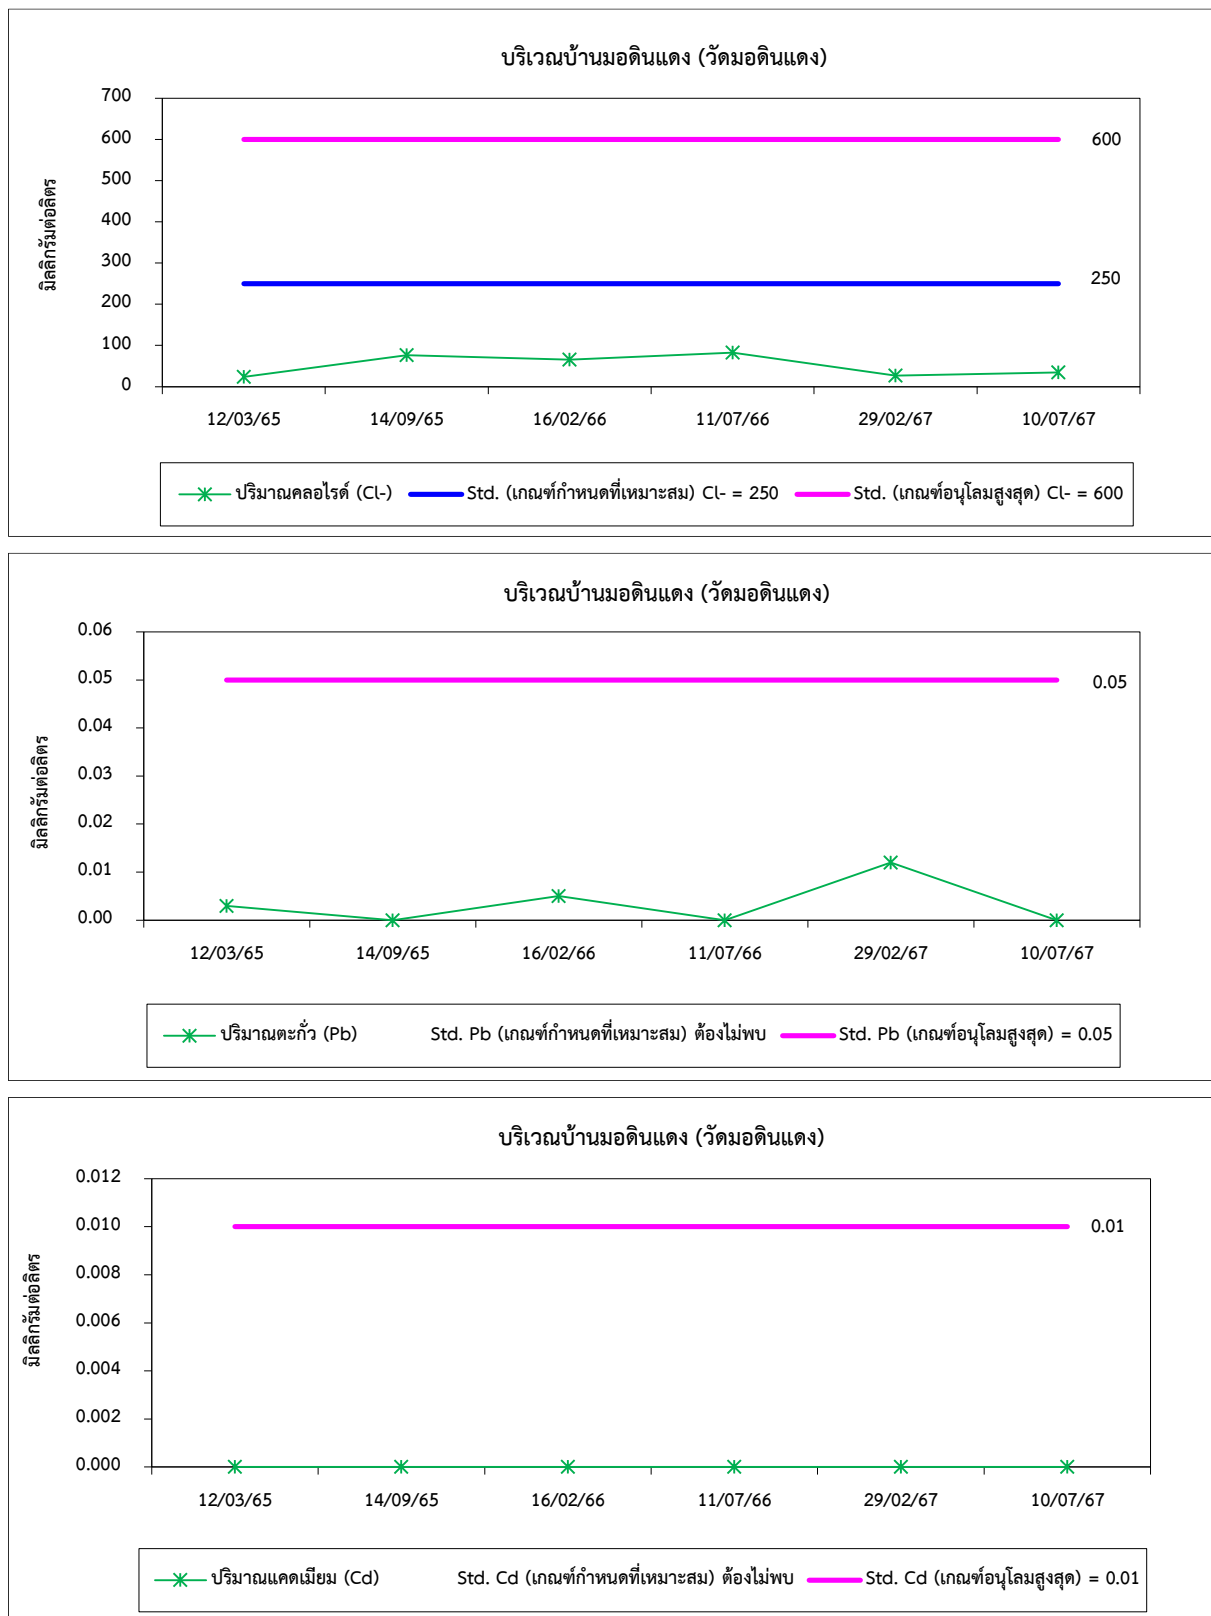 บริเวณบ้านมอดินแดง (วัดมอดินแดง)
มิลลิกรัมต่อลิตร
700
600
500
400
300
200
100
0
600
250
12/03/65 14/09/65 16/02/66 11/07/66 29/02/67 10/07/67
ปริมาณคลอไรด์ (Cl-) Std. (เกณฑ์กำหนดที่เหมาะสม) Cl- = 250 Std. (เกณฑ์อนุโลมสูงสุด) Cl- = 600
บริเวณบ้านมอดินแดง (วัดมอดินแดง)
มิลลิกรัมต่อลิตร
0.06
0.05
0.04
0.03
0.02
0.01
0.00
0.05
12/03/65 14/09/65 16/02/66 11/07/66 29/02/67 10/07/67
ปริมาณตะกั่ว (Pb) Std. Pb (เกณฑ์กำหนดที่เหมาะสม) ต้องไม่พบ Std. Pb (เกณฑ์อนุโลมสูงสุด) = 0.05
บริเวณบ้านมอดินแดง (วัดมอดินแดง)
มิลลิกรัมต่อลิตร
0.012
0.010
0.008
0.006
0.004
0.002
0.000
0.01
12/03/65 14/09/65 16/02/66 11/07/66 29/02/67 10/07/67
ปริมาณแคดเมียม (Cd) Std. Cd (เกณฑ์กำหนดที่เหมาะสม) ต้องไม่พบ Std. Cd (เกณฑ์อนุโลมสูงสุด) = 0.01